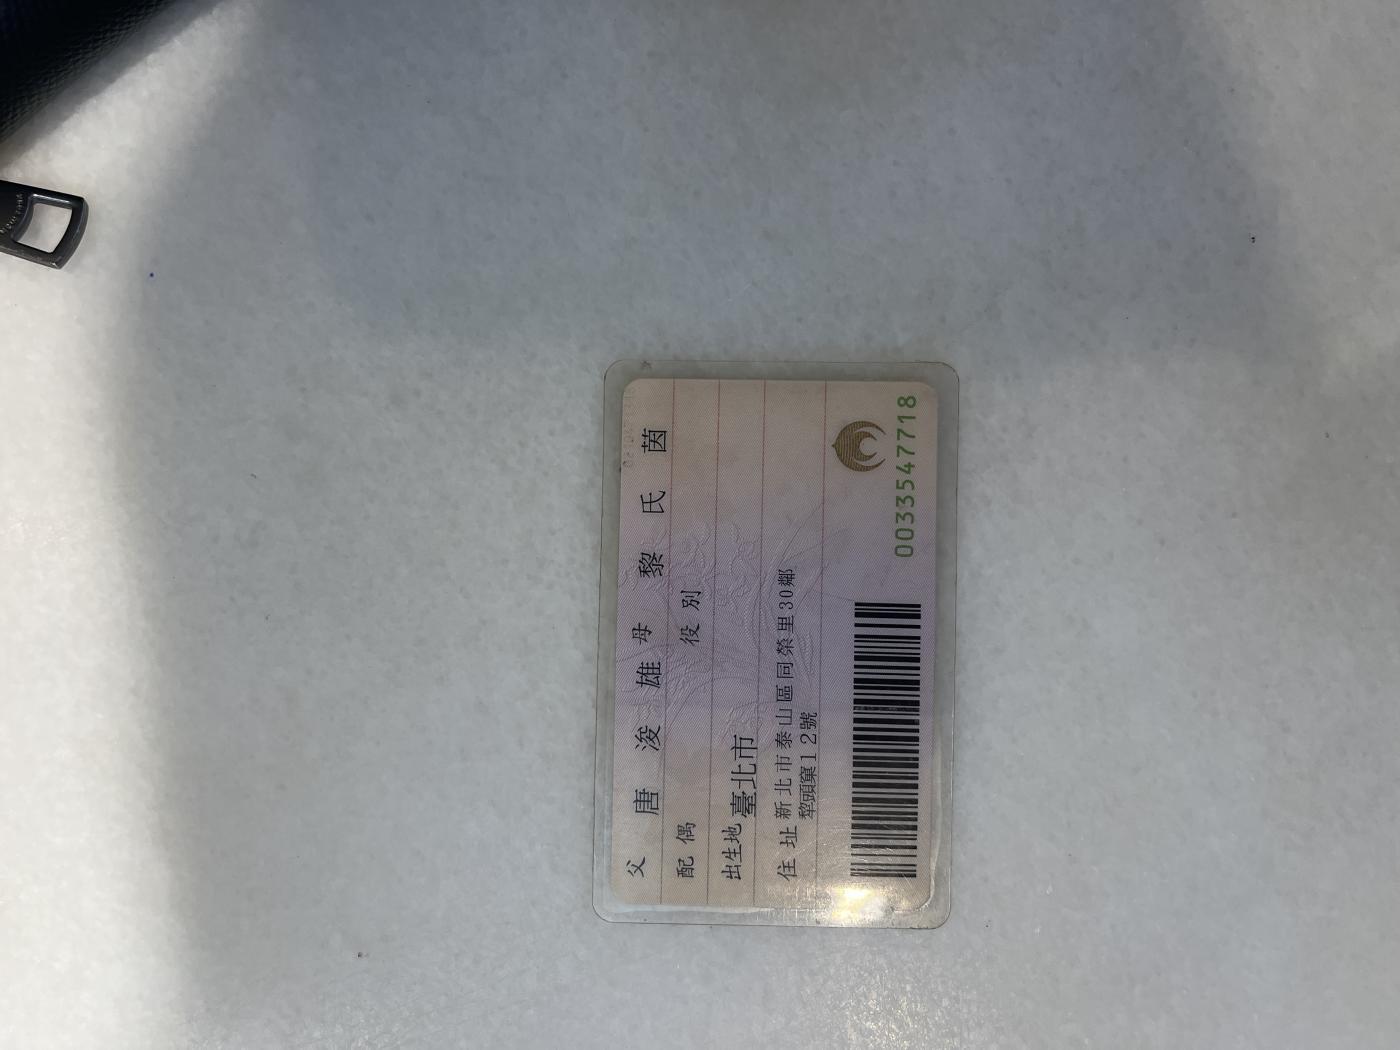 父 唐浚雄 母 黎氏茵
配偶 役別
出生地 臺北市
住址 新北市泰山區同榮里30鄰
犂頭窠12號
0033547718